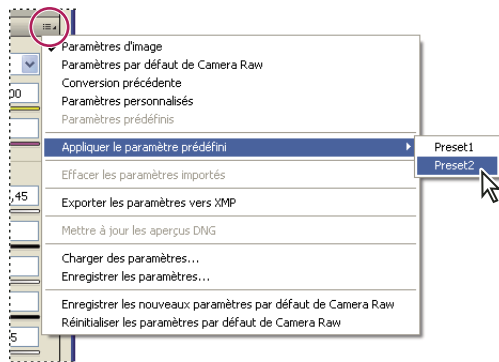 Paramètres d'image
Paramètres par défaut de Camera Raw
Conversion précédente
00
Paramètres personnalisés
Paramètres prédéfinis
Appliquer le paramètre prédéfini
Preset1
Preset2
Effacer les paramètres importés
,45
Exporter les paramètres vers XMP
Mettre à jour les aperçus DNG
Charger des paramètres...
Enregistrer les paramètres...
Enregistrer les nouveaux paramètres par défaut de Camera Raw
Réinitialiser les paramètres par défaut de Camera Raw
5